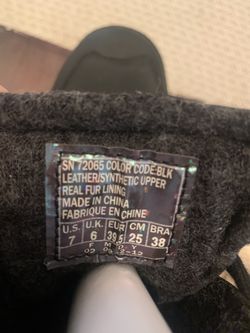 SN 72065 COLOR CODE:BLK
LEATHER/SYNTHETIC UPPER
REAL FUR LINING
MADE IN CHINA
FABRIQUE EN CHINE
U.S. U.K. EUR CM BRA
7 6 39.5 25 38
F M D Y